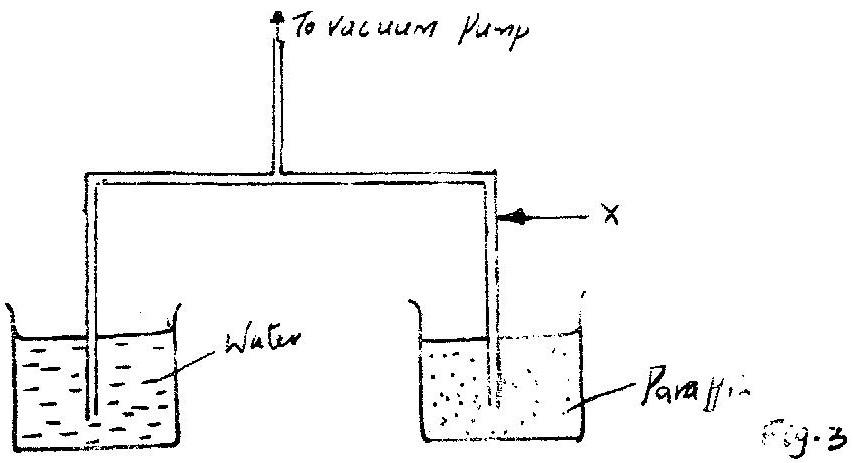 To vacuum pump
X
Water
Paraffin
Fig.3